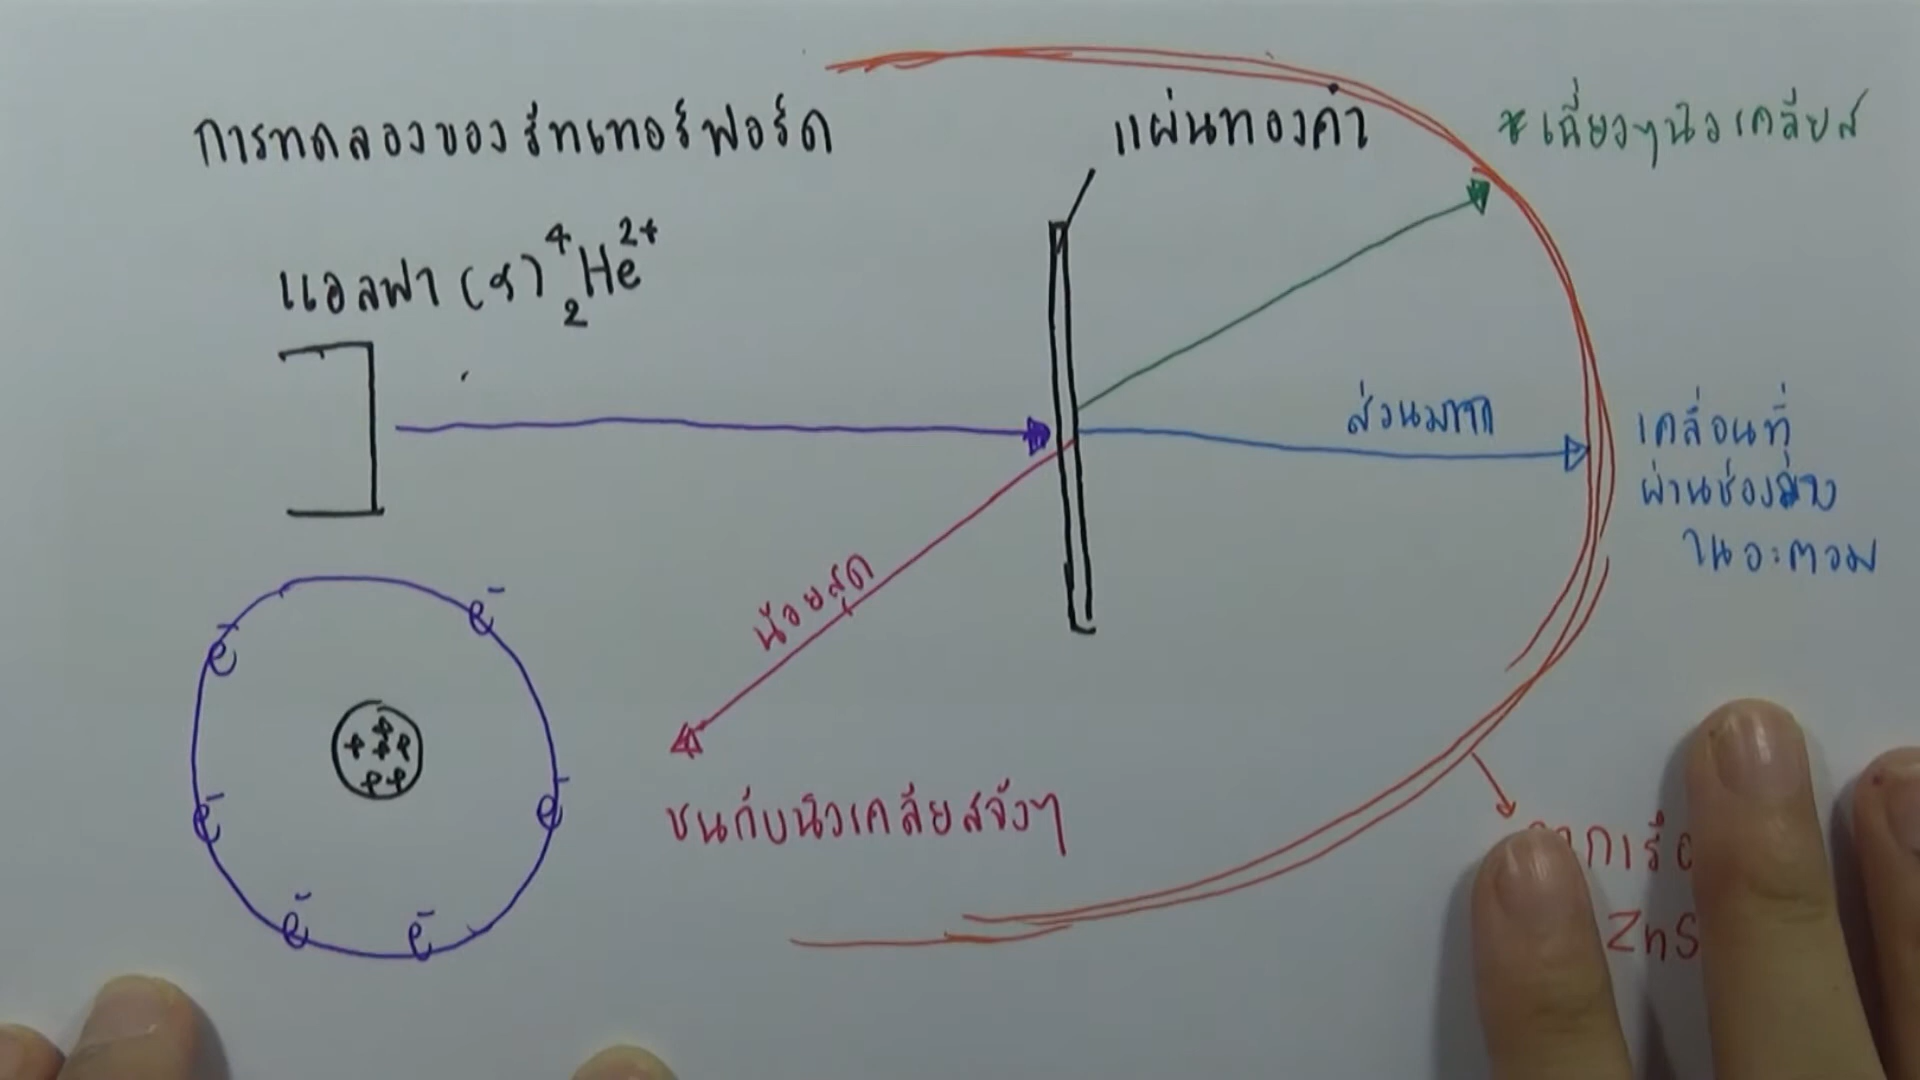 การทดลองของรัทเทอร์ฟอร์ด
แผ่นทองคำ
เฉี่ยวๆนิวเคลียส
แอลฟา (α) ⁴₂He²⁺
ส่วนมาก
เคลื่อนที่
ผ่านช่องว่าง
ในอะตอม
น้อยสุด
ชนกับนิวเคลียสจังๆ
ZnS
e⁻
e⁻
e⁻
e⁻
e⁻
e⁻
+ + + + + +